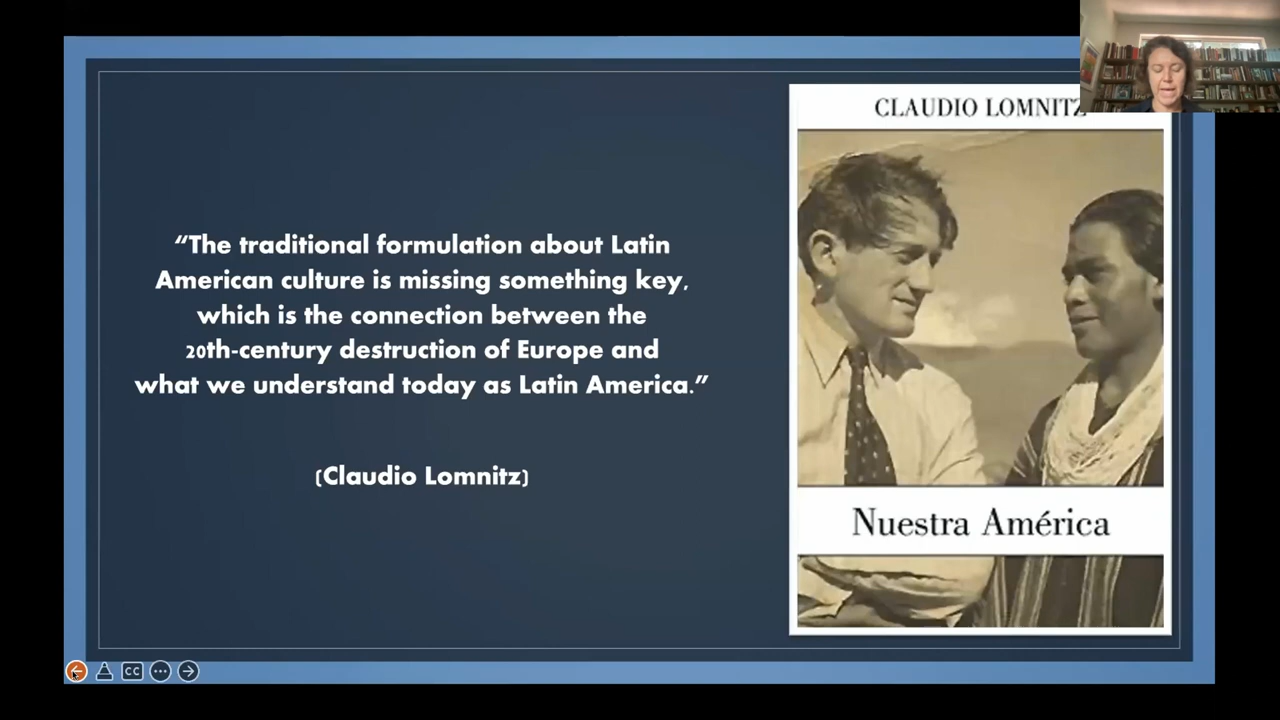 “The traditional formulation about Latin
American culture is missing something key,
which is the connection between the
20th-century destruction of Europe and
what we understand today as Latin America.”
(Claudio Lomnitz)
CLAUDIO LOMNITZ
Nuestra América
CC